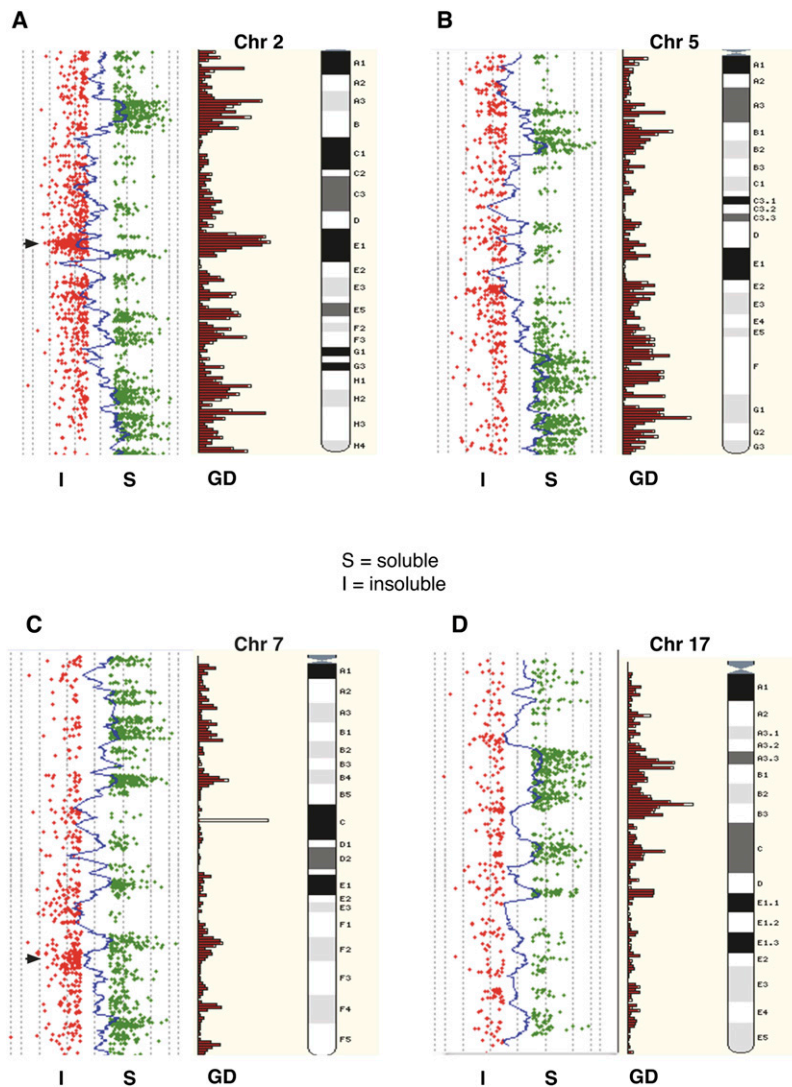 A
Chr 2
A1
A2
A3
B
C1
C2
C3
D
E1
E2
E3
E5
F2
F3
G1
G3
H1
H2
H3
H4
I S GD
B
Chr 5
A1
A2
A3
B1
B2
B3
C1
C3.1
C3.2
C3.3
D
E1
E2
E3
E4
E5
F
G1
G2
G3
I S GD
S = soluble
I = insoluble
C
Chr 7
A1
A2
A3
B1
B2
B3
B4
B5
C
D1
D2
E1
E2
E3
F1
F2
F3
F4
F5
I S GD
D
Chr 17
A1
A2
A3.1
A3.2
A3.3
B1
B2
B3
C
D
E1.1
E1.2
E1.3
E2
E3
E4
E5
I S GD